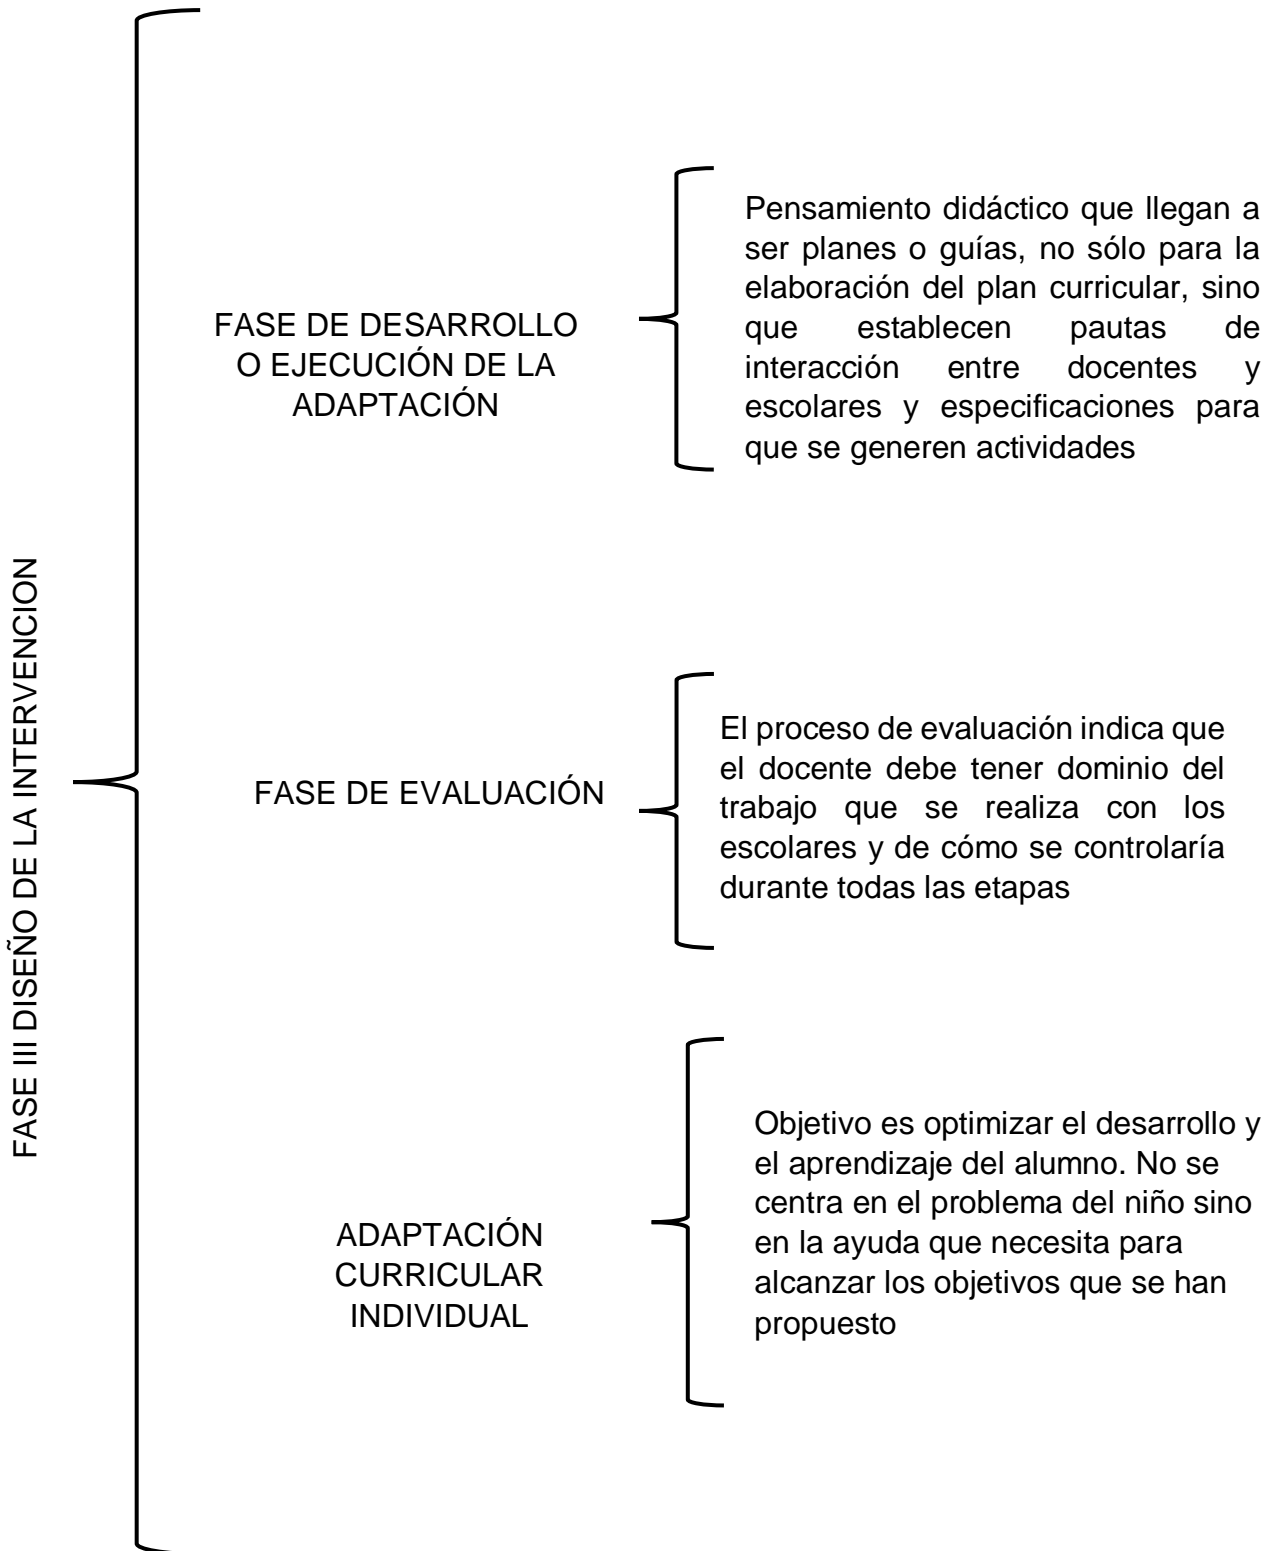 FASE III DISEÑO DE LA INTERVENCION
FASE DE DESARROLLO
O EJECUCIÓN DE LA
ADAPTACIÓN
Pensamiento didáctico que llegan a
ser planes o guías, no sólo para la
elaboración del plan curricular, sino
que establecen pautas de
interacción entre docentes y
escolares y especificaciones para
que se generen actividades
FASE DE EVALUACIÓN
El proceso de evaluación indica que
el docente debe tener dominio del
trabajo que se realiza con los
escolares y de cómo se controlaría
durante todas las etapas
ADAPTACIÓN
CURRICULAR
INDIVIDUAL
Objetivo es optimizar el desarrollo y
el aprendizaje del alumno. No se
centra en el problema del niño sino
en la ayuda que necesita para
alcanzar los objetivos que se han
propuesto